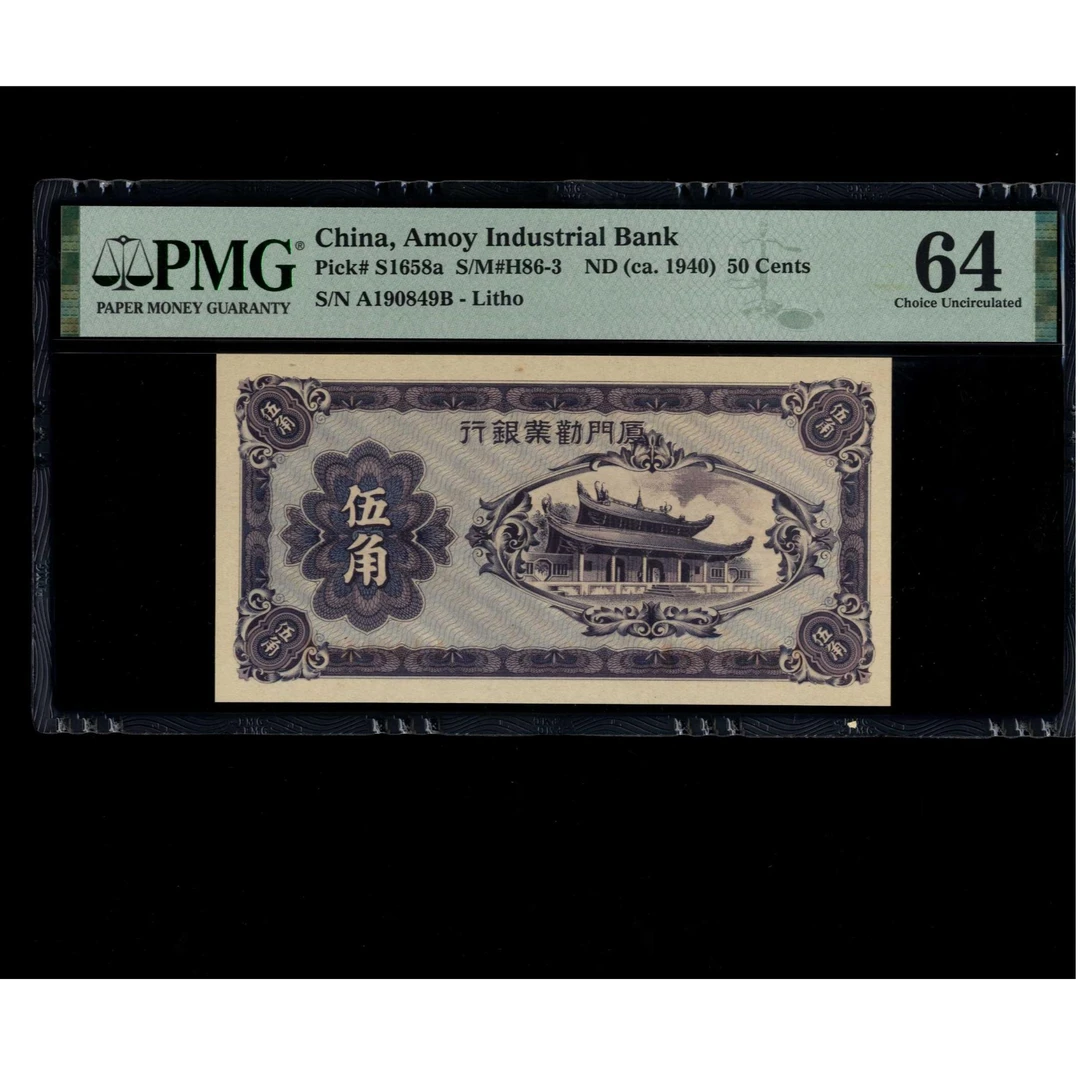 PMG®
PAPER MONEY GUARANTY
China, Amoy Industrial Bank
Pick# S1658a S/M#H86-3 ND (ca. 1940) 50 Cents
S/N A190849B - Litho
64
Choice Uncirculated
伍角
伍角
行銀業勸門廈
伍角
伍角
伍角